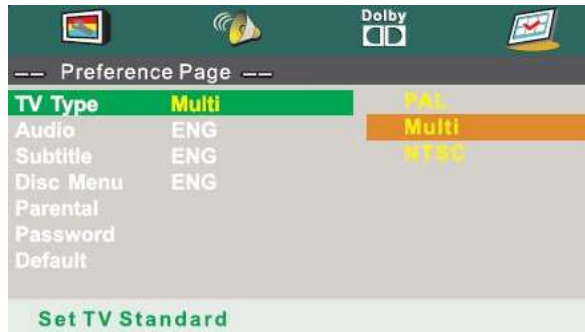 Dolby
-- Preference Page --
TV Type Multi PAL
Audio ENG Multi
Subtitle ENG NTSC
Disc Menu ENG
Parental
Password
Default
Set TV Standard